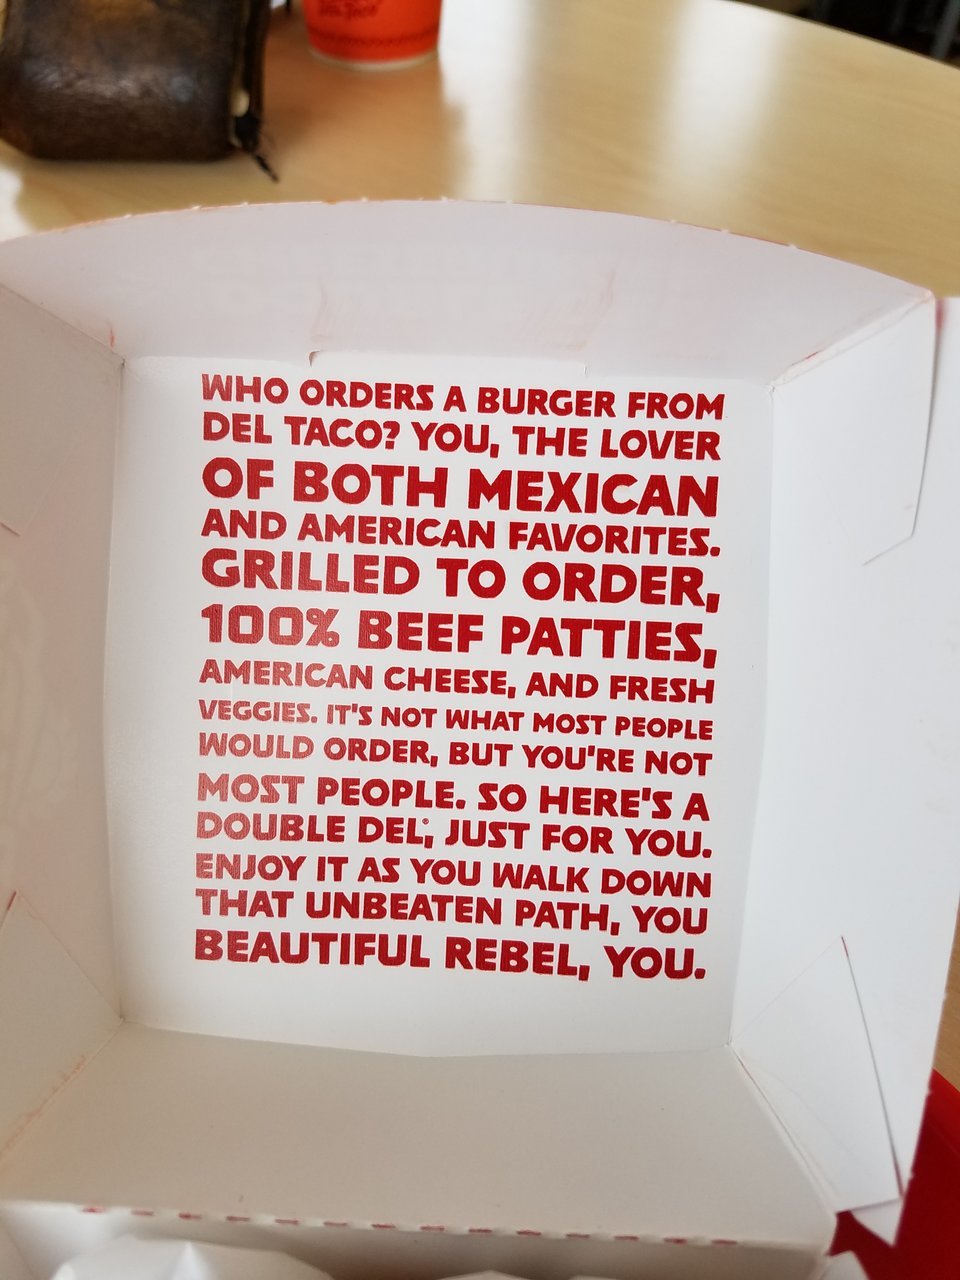 Del Taco
WHO ORDERS A BURGER FROM
DEL TACO? YOU, THE LOVER
OF BOTH MEXICAN
AND AMERICAN FAVORITES.
GRILLED TO ORDER,
100% BEEF PATTIES,
AMERICAN CHEESE, AND FRESH
VEGGIES. IT'S NOT WHAT MOST PEOPLE
WOULD ORDER, BUT YOU'RE NOT
MOST PEOPLE. SO HERE'S A
DOUBLE DEL®, JUST FOR YOU.
ENJOY IT AS YOU WALK DOWN
THAT UNBEATEN PATH, YOU
BEAUTIFUL REBEL, YOU.